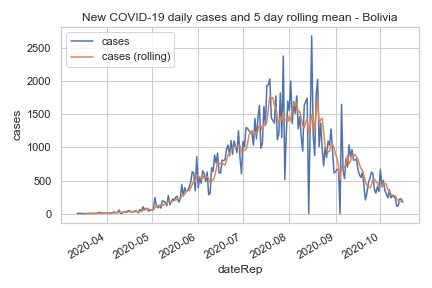 New COVID-19 daily cases and 5 day rolling mean - Bolivia
cases
cases (rolling)
cases
2500
2000
1500
1000
500
0
2020-04
2020-05
2020-06
2020-07
2020-08
2020-09
2020-10
dateRep